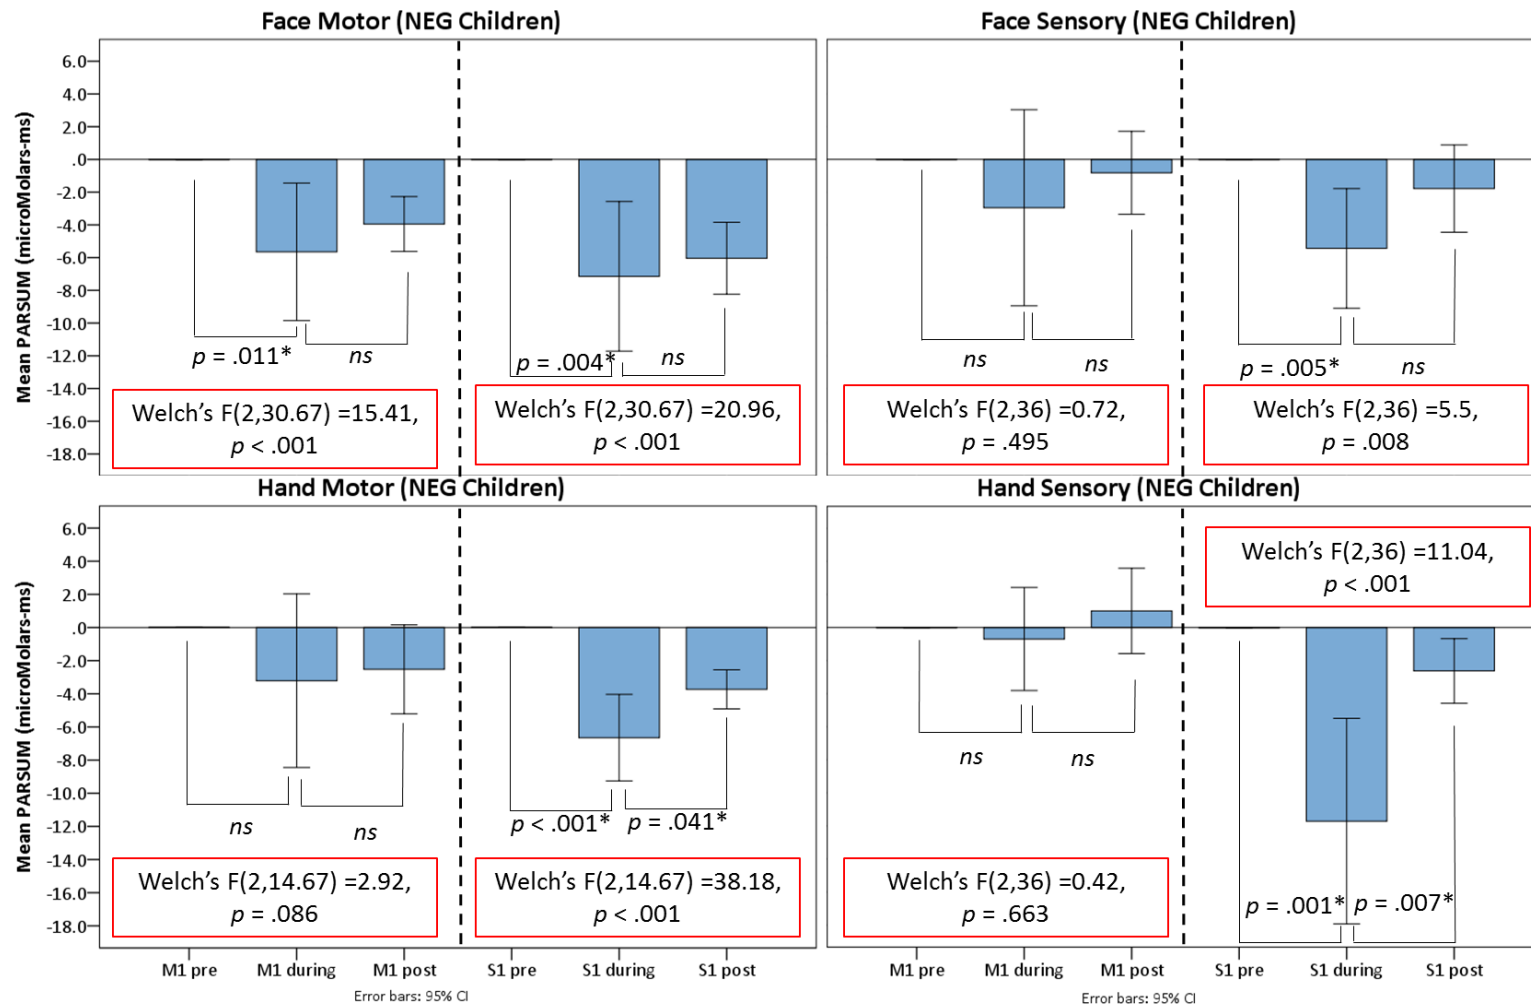 Face Motor (NEG Children)
Mean PARSUM (microMolars-ms)
6.0
4.0
2.0
.0
-2.0
-4.0
-6.0
-8.0
-10.0
-12.0
-14.0
-16.0
-18.0
p = .011*
ns
p = .004*
ns
Welch's F(2,30.67) =15.41,
p < .001
Welch's F(2,30.67) =20.96,
p < .001
Face Sensory (NEG Children)
ns
ns
p = .005*
ns
Welch's F(2,36) =0.72,
p = .495
Welch's F(2,36) =5.5,
p = .008
Hand Motor (NEG Children)
Mean PARSUM (microMolars-ms)
6.0
4.0
2.0
.0
-2.0
-4.0
-6.0
-8.0
-10.0
-12.0
-14.0
-16.0
-18.0
ns
ns
p < .001*
p = .041*
Welch's F(2,14.67) =2.92,
p = .086
Welch's F(2,14.67) =38.18,
p < .001
M1 pre
M1 during
M1 post
S1 pre
S1 during
S1 post
Error bars: 95% CI
Hand Sensory (NEG Children)
Welch's F(2,36) =11.04,
p < .001
ns
ns
Welch's F(2,36) =0.42,
p = .663
p = .001*
p = .007*
M1 pre
M1 during
M1 post
S1 pre
S1 during
S1 post
Error bars: 95% CI